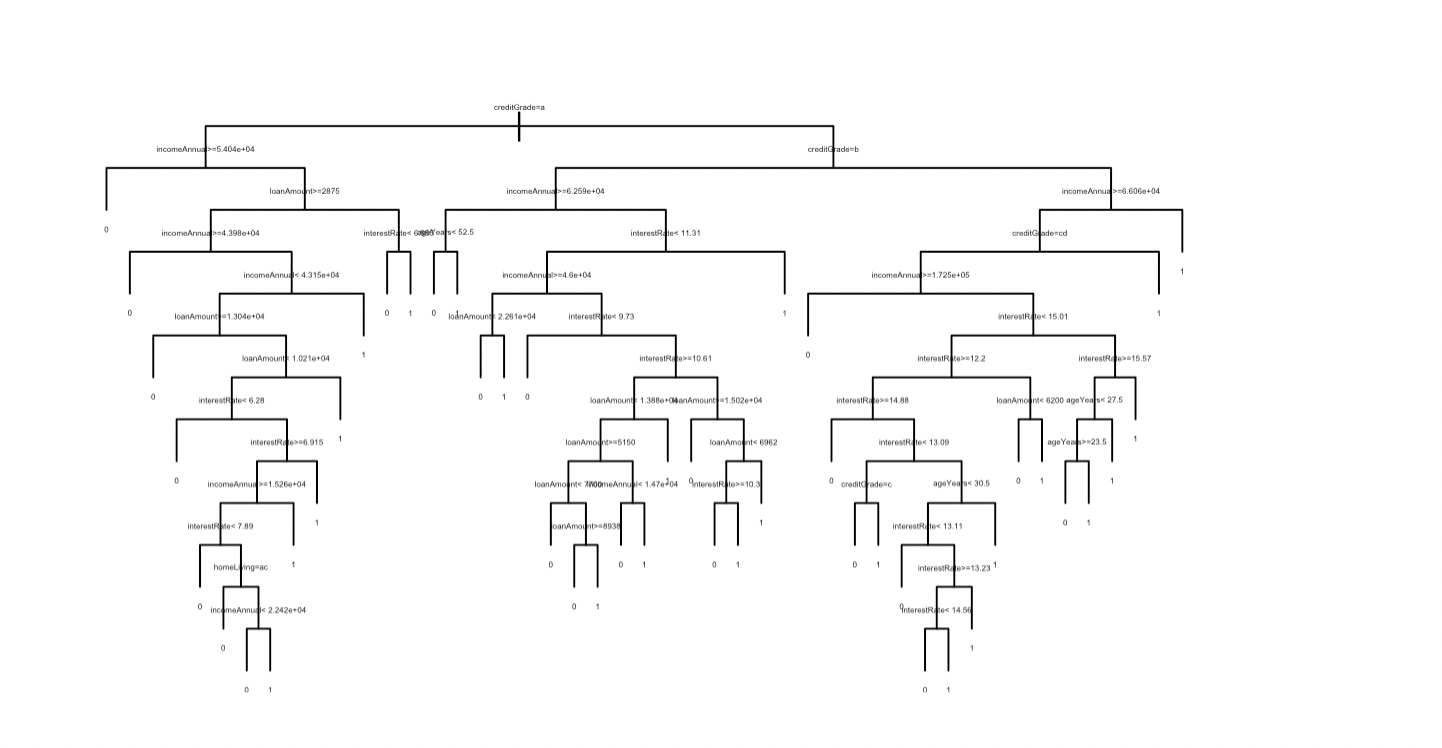 creditGrade=a
incomeAnnual>=5.404e+04 creditGrade=b
loanAmount>=2875 incomeAnnual>=6.259e+04 incomeAnnual>=6.606e+04
0 incomeAnnual>=4.398e+04 interestRate< ageYears< 52.5 interestRate< 11.31 creditGrade=cd
incomeAnnual< 4.315e+04 incomeAnnual>=4.6e+04 incomeAnnual>=1.725e+05 1
0 loanAmount>=1.304e+04 0 1 0 1 loanAmount< 2.261e+04 interestRate< 9.73 1 interestRate< 15.01 1
loanAmount< 1.021e+04 1 interestRate>=10.61 0 interestRate>=12.2 interestRate>=15.57
0 interestRate< 6.28 0 1 0 loanAmount< 1.388e+04 loanAmount>=1.502e+04 interestRate>=14.88 loanAmount< 6200 ageYears< 27.5
interestRate>=6.915 1 loanAmount>=5150 loanAmount< 6962 interestRate< 13.09 ageYears>=23.5 1
0 incomeAnnual>=1.526e+04 loanAmount< 7700 incomeAnnual< 1.47e+04 1 0 interestRate>=10.3 0 creditGrade=c ageYears< 30.5 0 1 1
interestRate< 7.89 1 loanAmount>=8938 1 interestRate< 13.11 0 1
homeLiving=ac 1 0 0 1 0 1 0 1 interestRate>=13.23 1
0 incomeAnnual< 2.242e+04 0 1 0 interestRate< 14.56
0 1
0 1 0 1